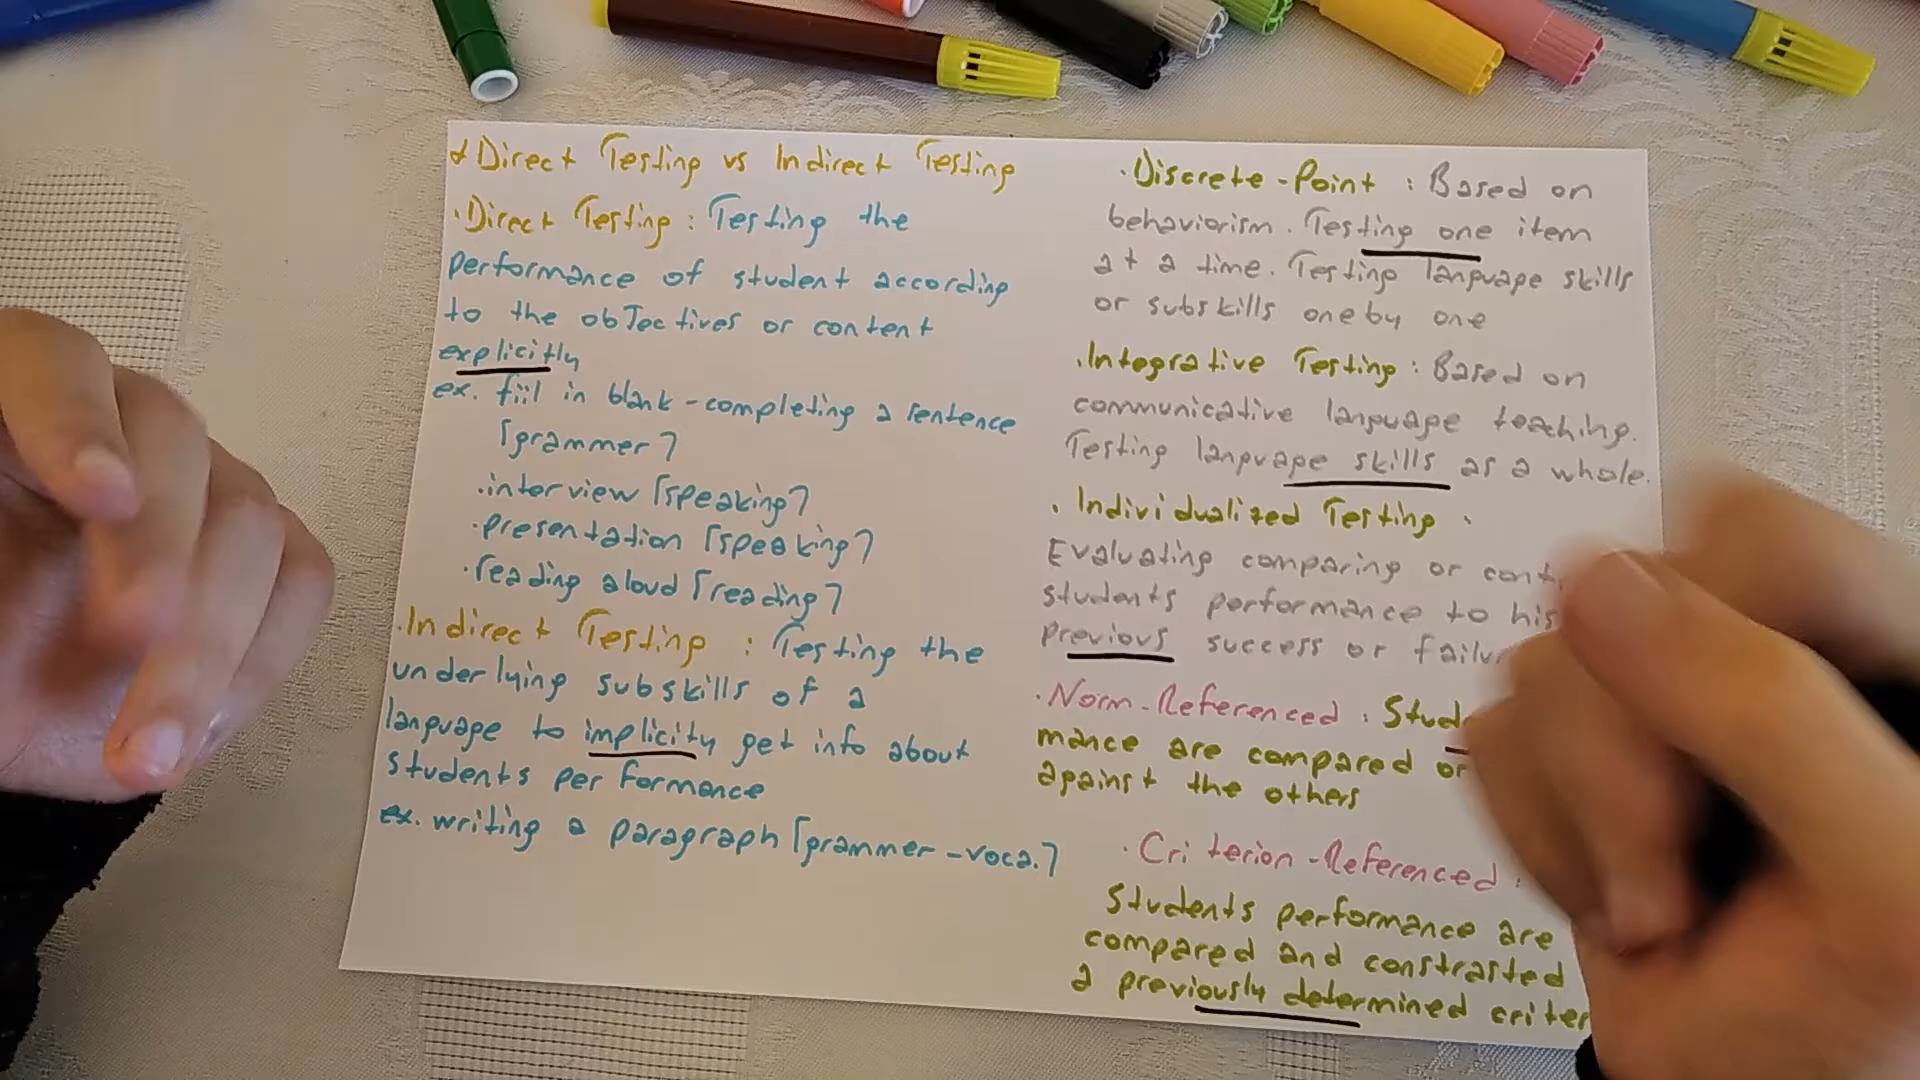 Direct Testing vs Indirect Testing
. Direct Testing : Testing the
performance of student according
to the obJectives or content
explicitly
ex. fiil in blank - completing a sentence
[grammer]
. interview [speaking]
. presentation [speaking]
. reading aloud [reading]
. Indirect Testing : Testing the
underlying subskills of a
language to implicity get info about
students performance
ex. writing a paragraph [grammer - voca.]
. Discrete - Point : Based on
behaviorism. Testing one item
at a time. Testing language skills
or subskills one by one
. Integrative Testing : Based on
communicative language teaching.
Testing language skills as a whole.
. Individualized Testing :
Evaluating comparing or
students performance to his
previous success or
. Norm - Referenced :
mance are compared or
against the others
. Criterion - Referenced :
Students performance are
compared and constrasted
a previously determined